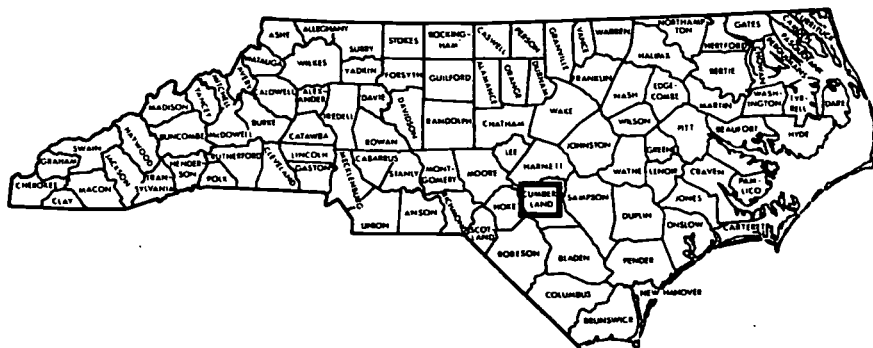 ASHE
ALLEGHANY
SURRY
STOKES
ROCKING-
HAM
CASWELL
PERSON
GRANVILLE
VANCE
WARREN
NORTHAMP
TON
GATES
HERTFORD
HALIFAX
BERTIE
WATAUGA
WILKES
YADKIN
FORSYTH
GUILFORD
ALAMANCE
ORANGE
DURHAM
FRANKLIN
NASH
EDGE-
COMBE
MARTIN
WASH-
INGTON
TYR-
RELL
DARE
MADISON
YANCEY
MITCHELL
AVERY
CALDWELL
ALEX-
ANDER
IREDELL
DAVIE
DAVIDSON
RANDOLPH
CHATHAM
WAKE
WILSON
PITT
BEAUFORT
HYDE
BUNCOMBE
McDOWELL
BURKE
CATAWBA
ROWAN
LEE
JOHNSTON
GREEN
SWAIN
HAYWOOD
GRAHAM
JACKSON
HENDER-
SON
RUTHERFORD
CLEVELAND
LINCOLN
GASTON
MECKLENBURG
CABARRUS
STANLY
MONT-
GOMERY
MOORE
HARNETT
WAYNE
LENOIR
CRAVEN
PAM-
LICO
CHEROKEE
CLAY
MACON
TRAN-
SYLVANIA
POLK
UNION
ANSON
RICHMOND
SCOT-
LAND
HOKE
CUMBER-
LAND
SAMPSON
DUPLIN
JONES
ONSLOW
CARTERET
ROBESON
BLADEN
PENDER
COLUMBUS
NEW HANOVER
BRUNSWICK